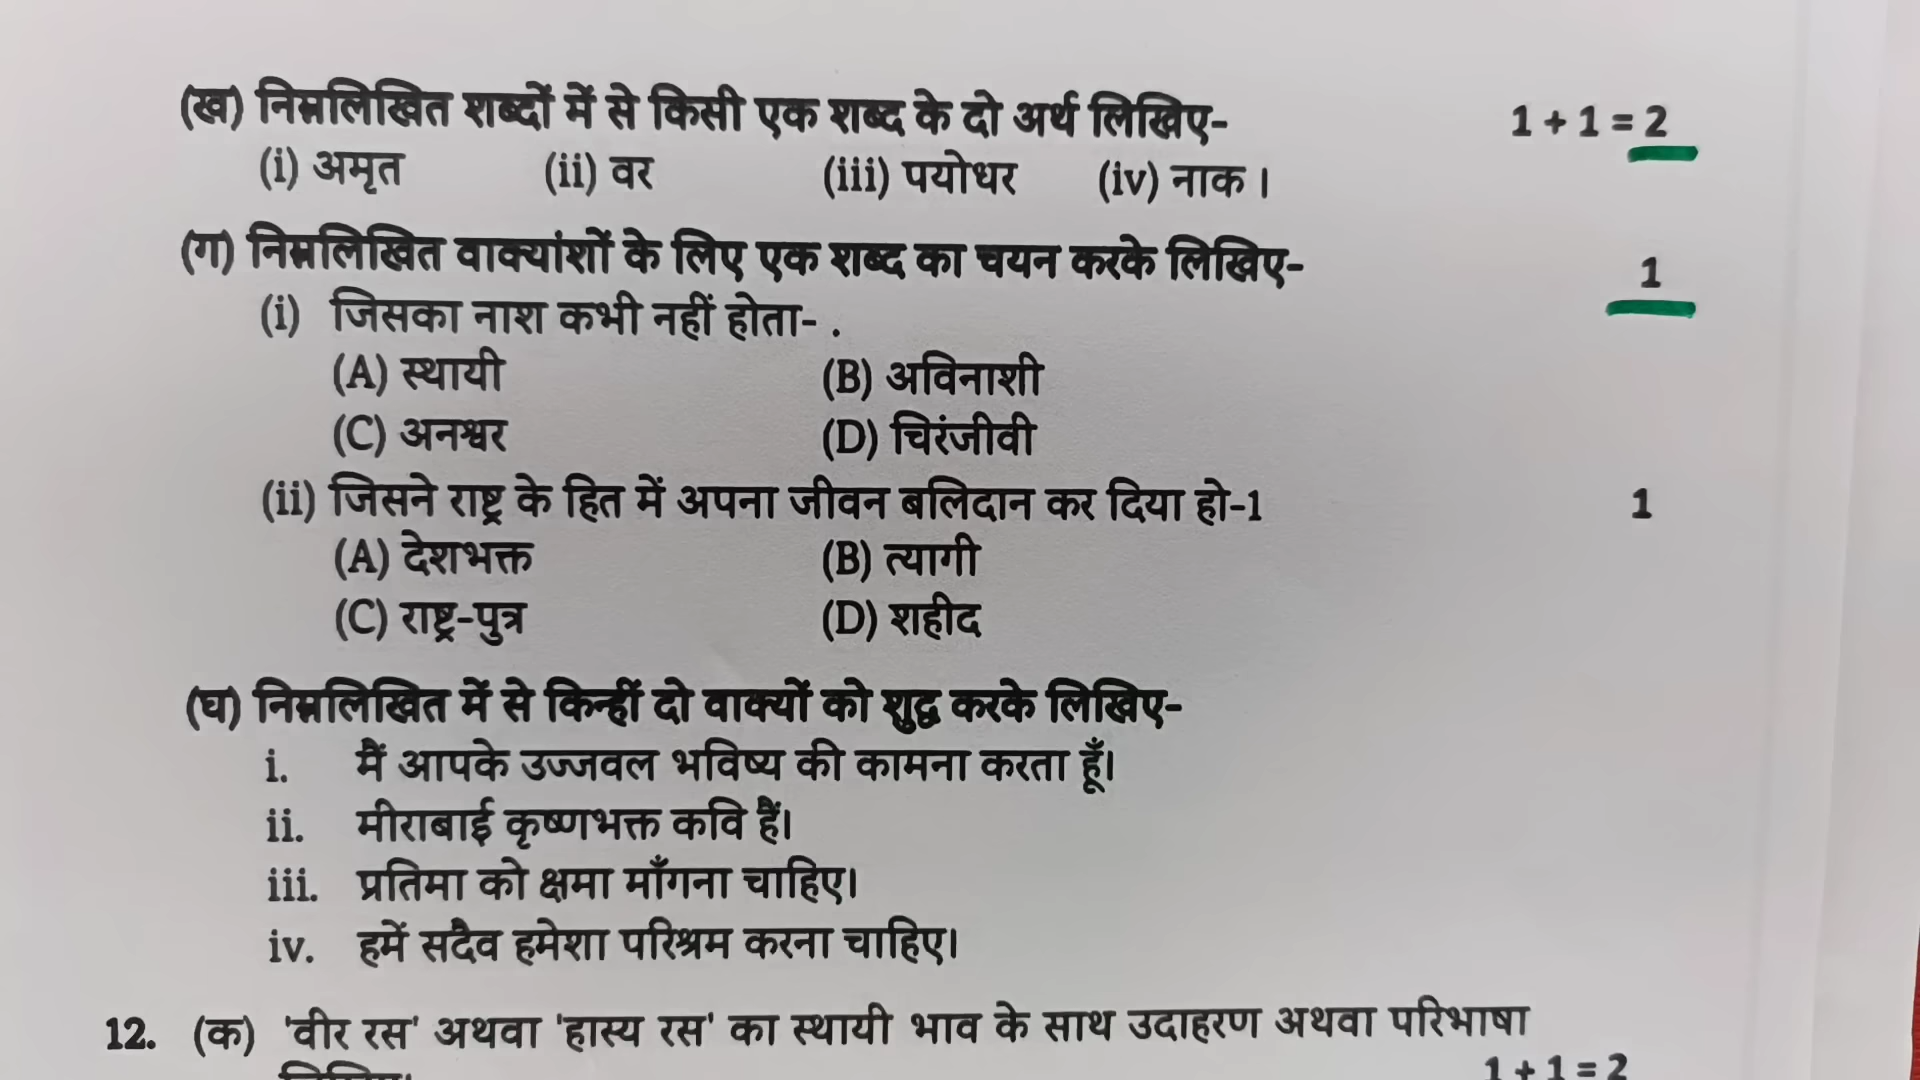 (ख) निम्नलिखित शब्दों में से किसी एक शब्द के दो अर्थ लिखिए- 1 + 1 = 2
(i) अमृत (ii) वर (iii) पयोधर (iv) नाक ।
(ग) निम्नलिखित वाक्यांशों के लिए एक शब्द का चयन करके लिखिए- 1
(i) जिसका नाश कभी नहीं होता- .
(A) स्थायी (B) अविनाशी
(C) अनश्वर (D) चिरंजीवी
(ii) जिसने राष्ट्र के हित में अपना जीवन बलिदान कर दिया हो-1 1
(A) देशभक्त (B) त्यागी
(C) राष्ट्र-पुत्र (D) शहीद
(घ) निम्नलिखित में से किन्हीं दो वाक्यों को शुद्ध करके लिखिए-
i. मैं आपके उज्जवल भविष्य की कामना करता हूँ।
ii. मीराबाई कृष्णभक्त कवि हैं।
iii. प्रतिमा को क्षमा माँगना चाहिए।
iv. हमें सदैव हमेशा परिश्रम करना चाहिए।
12. (क) 'वीर रस' अथवा 'हास्य रस' का स्थायी भाव के साथ उदाहरण अथवा परिभाषा
1 + 1 = 2